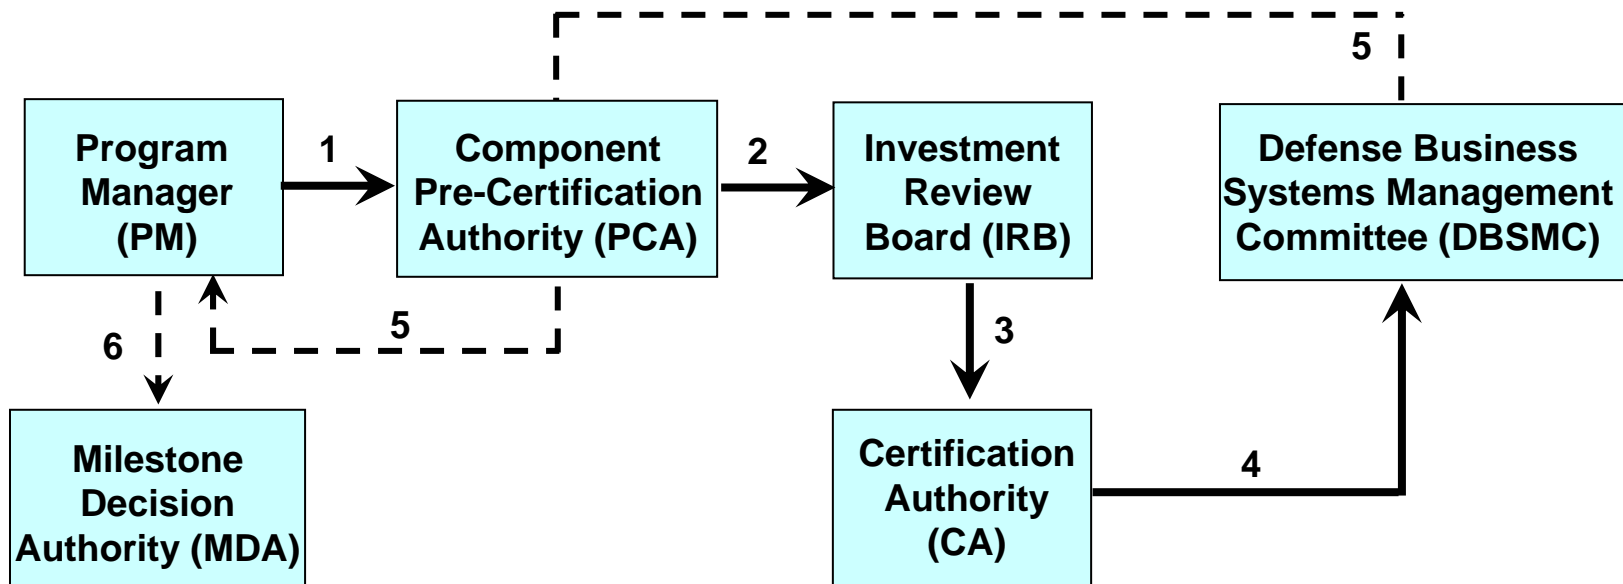 5
Program
Manager
(PM)
1
Component
Pre-Certification
Authority (PCA)
2
Investment
Review
Board (IRB)
Defense Business
Systems Management
Committee (DBSMC)
6
5
3
Milestone
Decision
Authority (MDA)
Certification
Authority
(CA)
4